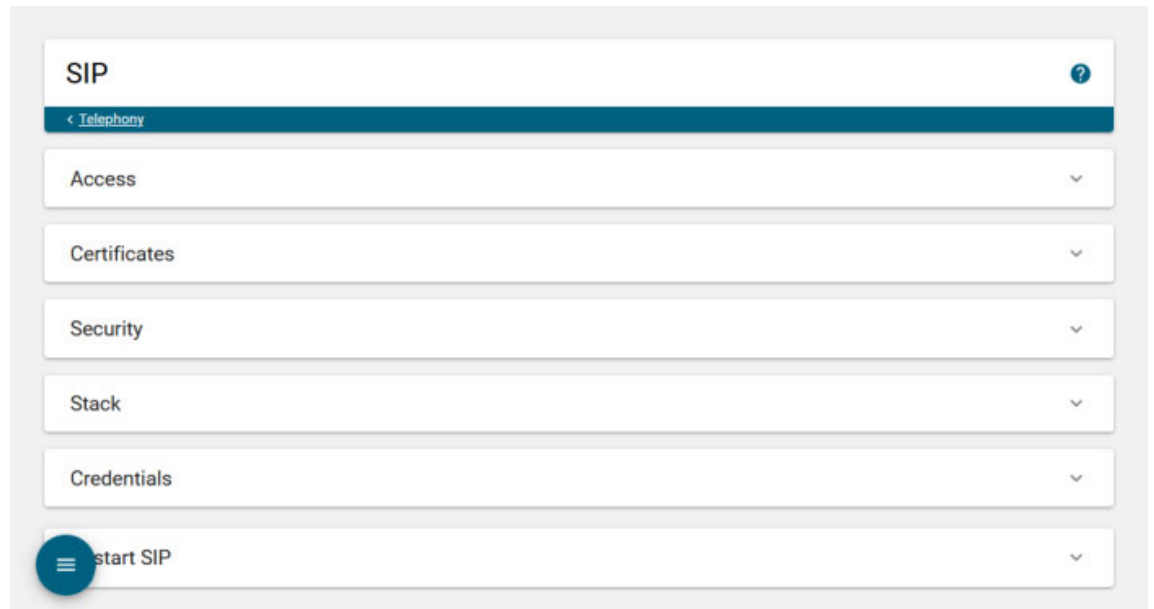 SIP
?
< Telephony
Access
Certificates
Security
Stack
Credentials
start SIP